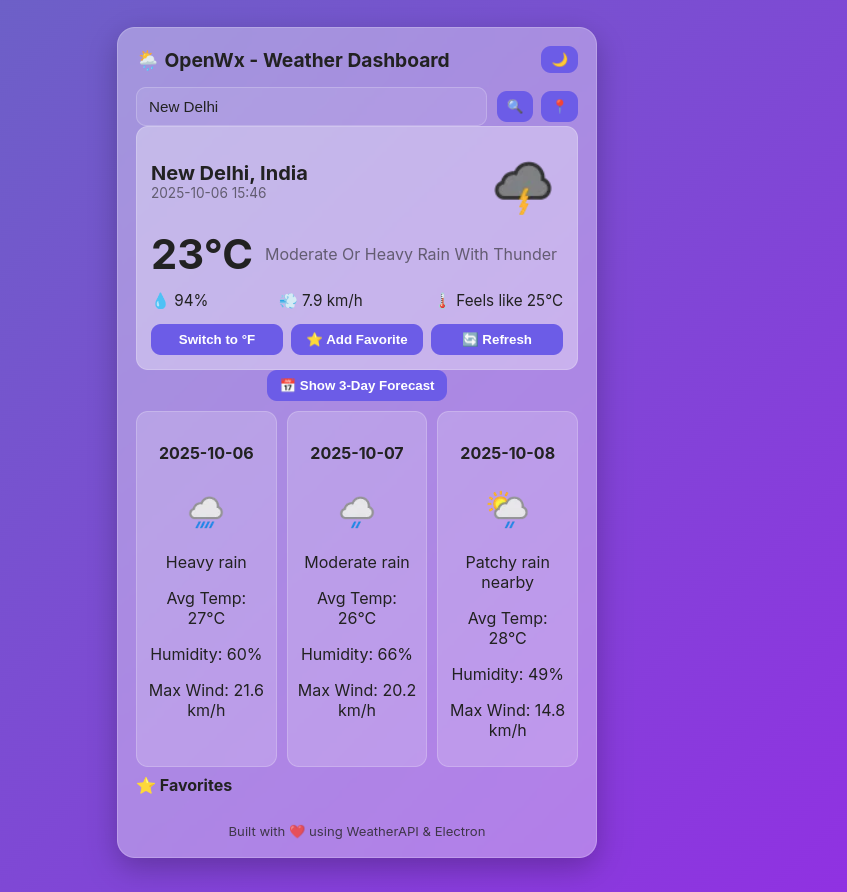 🌦️ OpenWx - Weather Dashboard
🌙
New Delhi
🔍 📍
New Delhi, India
2025-10-06 15:46
23°C Moderate Or Heavy Rain With Thunder
💧 94% 💨 7.9 km/h 🌡️ Feels like 25°C
Switch to °F ⭐ Add Favorite 🔄 Refresh
📅 Show 3-Day Forecast
2025-10-06
Heavy rain
Avg Temp:
27°C
Humidity: 60%
Max Wind: 21.6
km/h
2025-10-07
Moderate rain
Avg Temp:
26°C
Humidity: 66%
Max Wind: 20.2
km/h
2025-10-08
Patchy rain
nearby
Avg Temp:
28°C
Humidity: 49%
Max Wind: 14.8
km/h
⭐ Favorites
Built with ❤️ using WeatherAPI & Electron